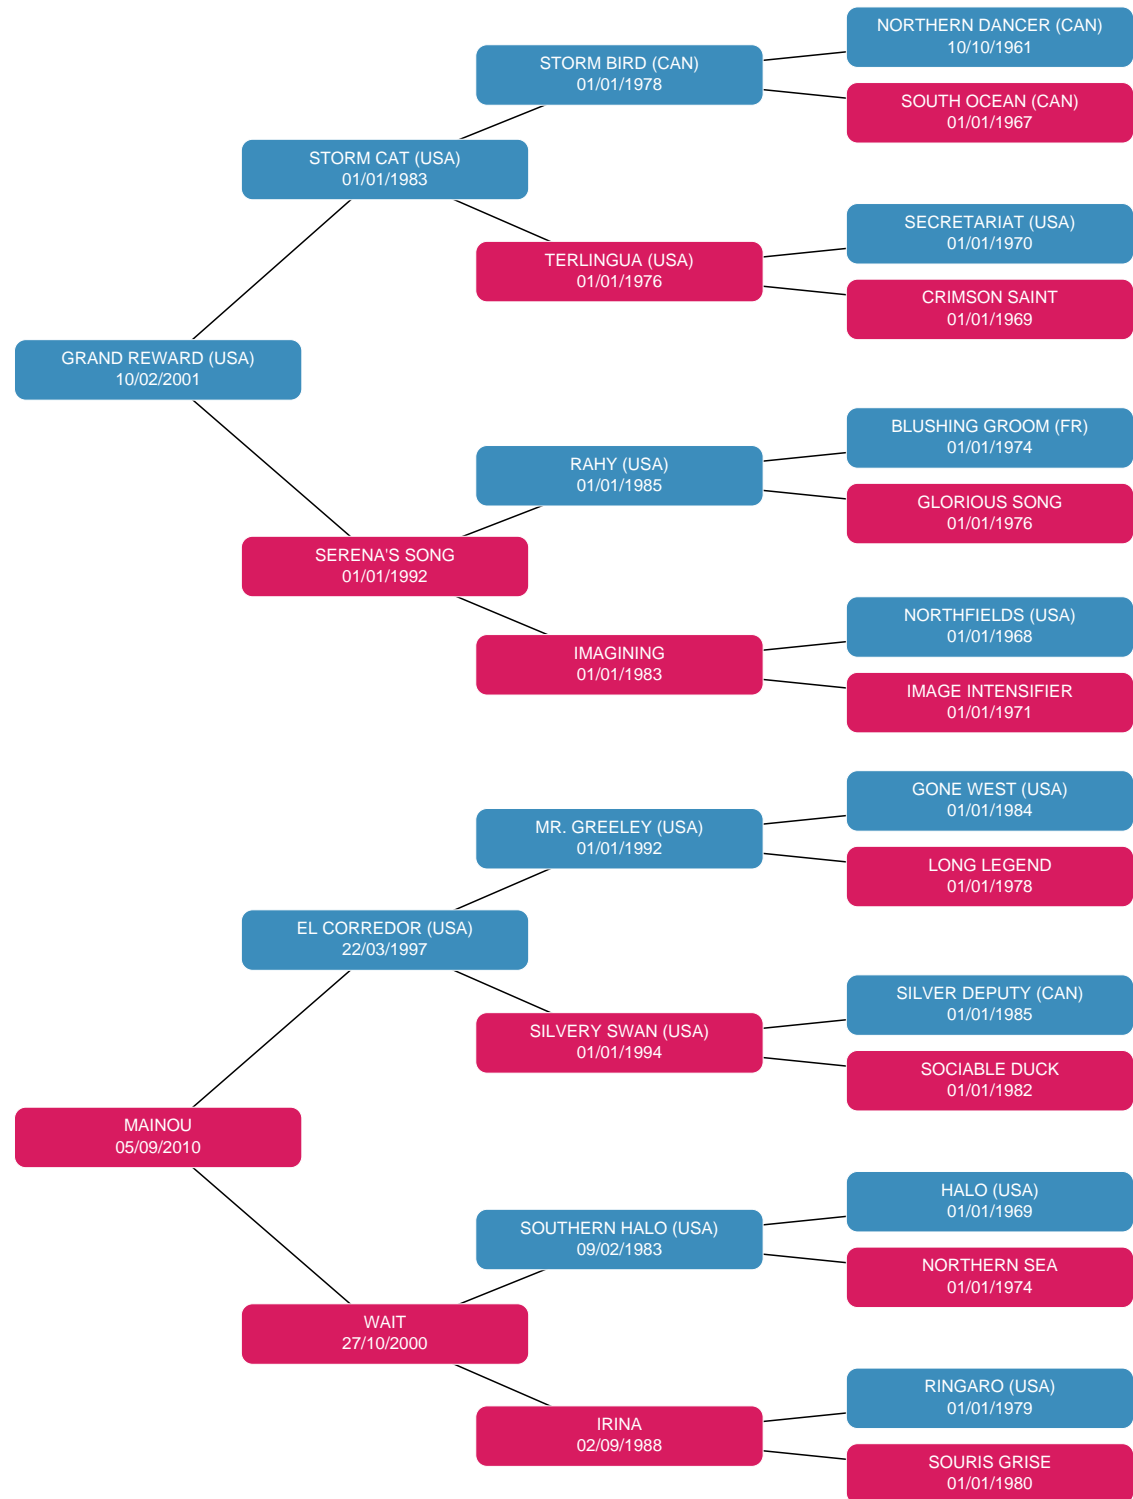 NORTHERN DANCER (CAN)
10/10/1961
STORM BIRD (CAN)
01/01/1978
SOUTH OCEAN (CAN)
01/01/1967
STORM CAT (USA)
01/01/1983
SECRETARIAT (USA)
01/01/1970
TERLINGUA (USA)
01/01/1976
CRIMSON SAINT
01/01/1969
GRAND REWARD (USA)
10/02/2001
BLUSHING GROOM (FR)
01/01/1974
RAHY (USA)
01/01/1985
GLORIOUS SONG
01/01/1976
SERENA'S SONG
01/01/1992
NORTHFIELDS (USA)
01/01/1968
IMAGINING
01/01/1983
IMAGE INTENSIFIER
01/01/1971
GONE WEST (USA)
01/01/1984
MR. GREELEY (USA)
01/01/1992
LONG LEGEND
01/01/1978
EL CORREDOR (USA)
22/03/1997
SILVER DEPUTY (CAN)
01/01/1985
SILVERY SWAN (USA)
01/01/1994
SOCIABLE DUCK
01/01/1982
MAINOU
05/09/2010
HALO (USA)
01/01/1969
SOUTHERN HALO (USA)
09/02/1983
NORTHERN SEA
01/01/1974
WAIT
27/10/2000
RINGARO (USA)
01/01/1979
IRINA
02/09/1988
SOURIS GRISE
01/01/1980